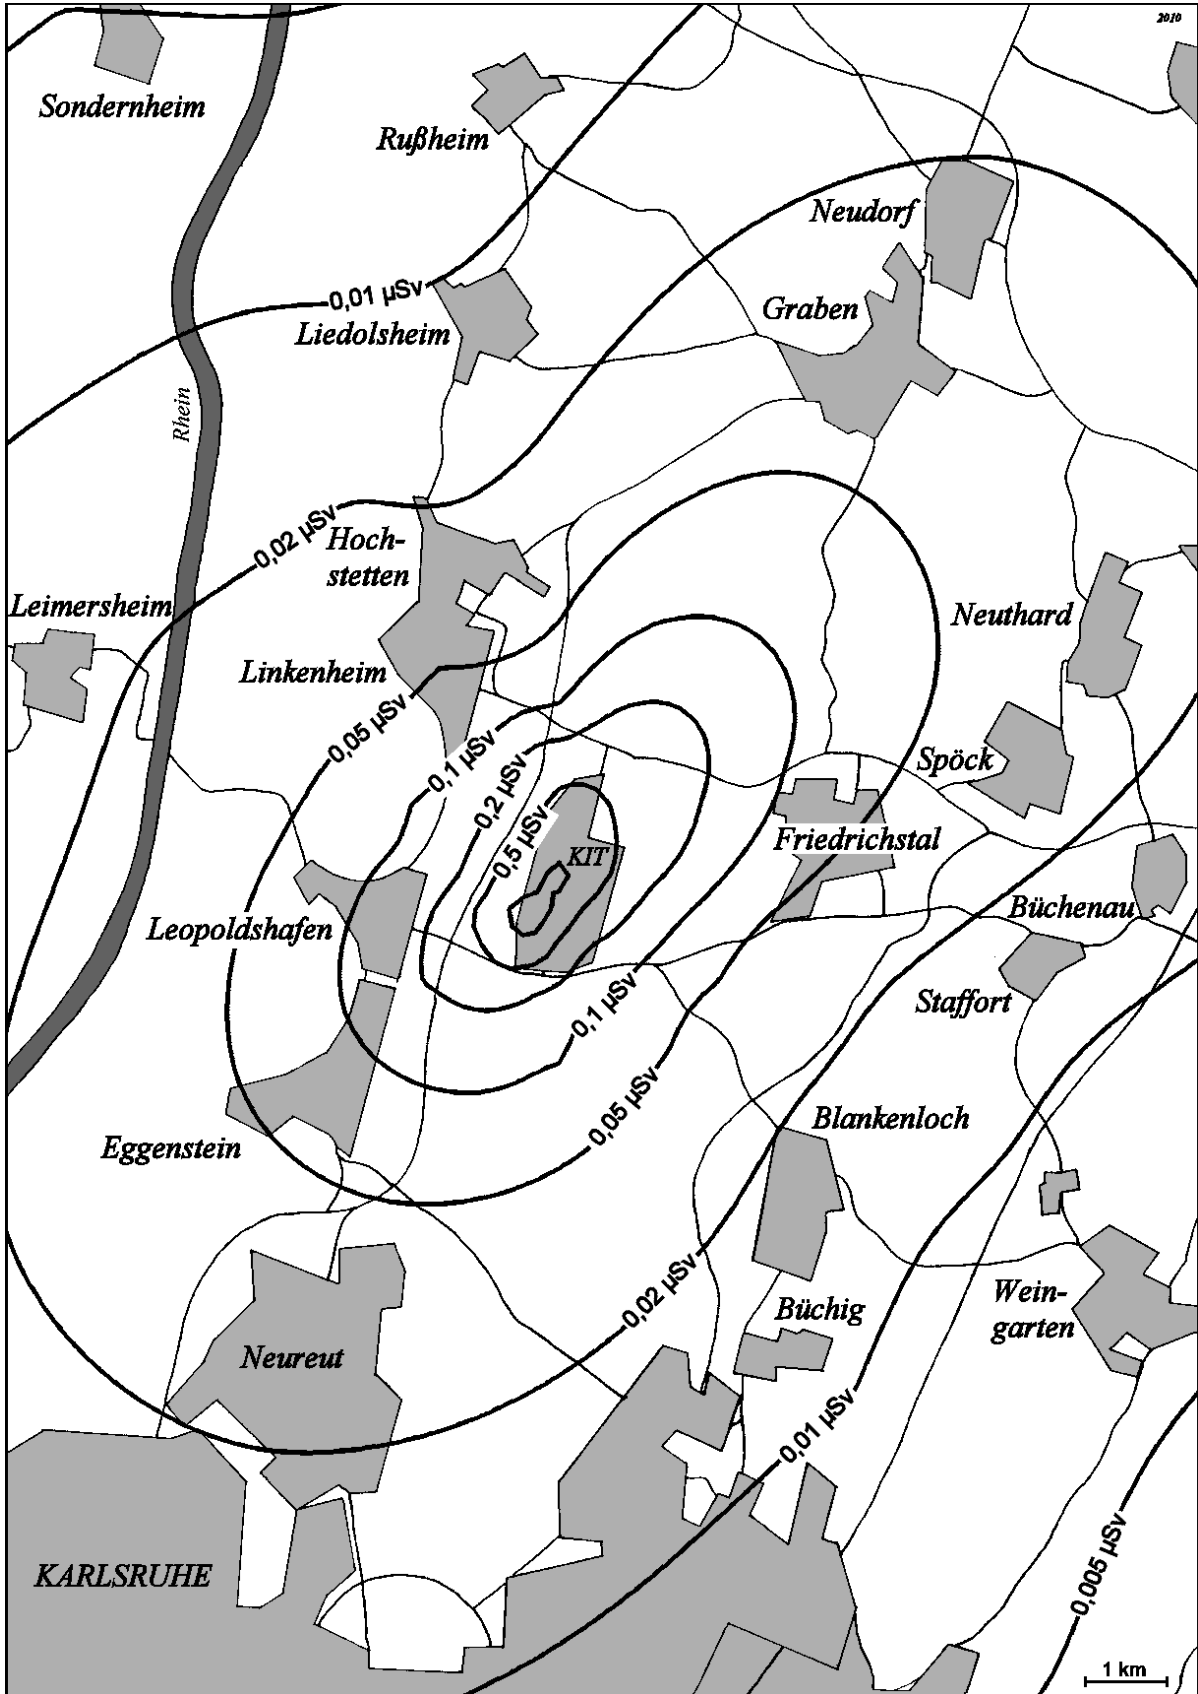 2010
Sondernheim
Rußheim
Neudorf
0,01 µSv
Graben
Liedolsheim
Rhein
0,02 µSv
Hoch-
stetten
Leimersheim
Neuthard
Linkenheim
0,05 µSv
0,1 µSv
0,2 µSv
Spöck
0,5 µSv
Friedrichstal
KIT
Büchenau
Leopoldshafen
Staffort
0,1 µSv
0,05 µSv
Blankenloch
Eggenstein
0,02 µSv
Wein-
garten
Büchig
Neureut
0,01 µSv
KARLSRUHE
0,005 µSv
1 km